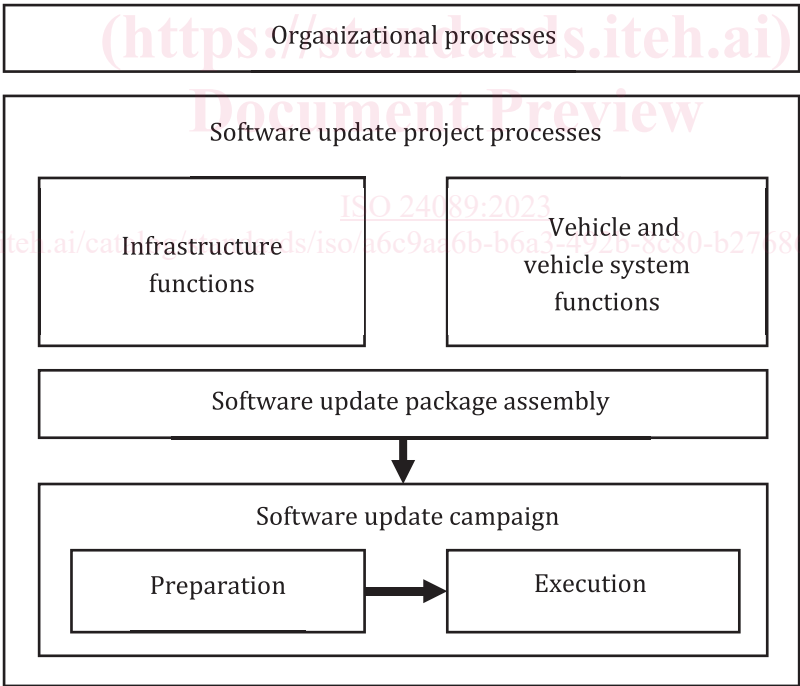 (https://standards.iteh.ai)
Organizational processes
Document Preview
Software update project processes
ISO 24089:2023
Infrastructure
functions
Vehicle and
vehicle system
functions
Software update package assembly
Software update campaign
Preparation
Execution